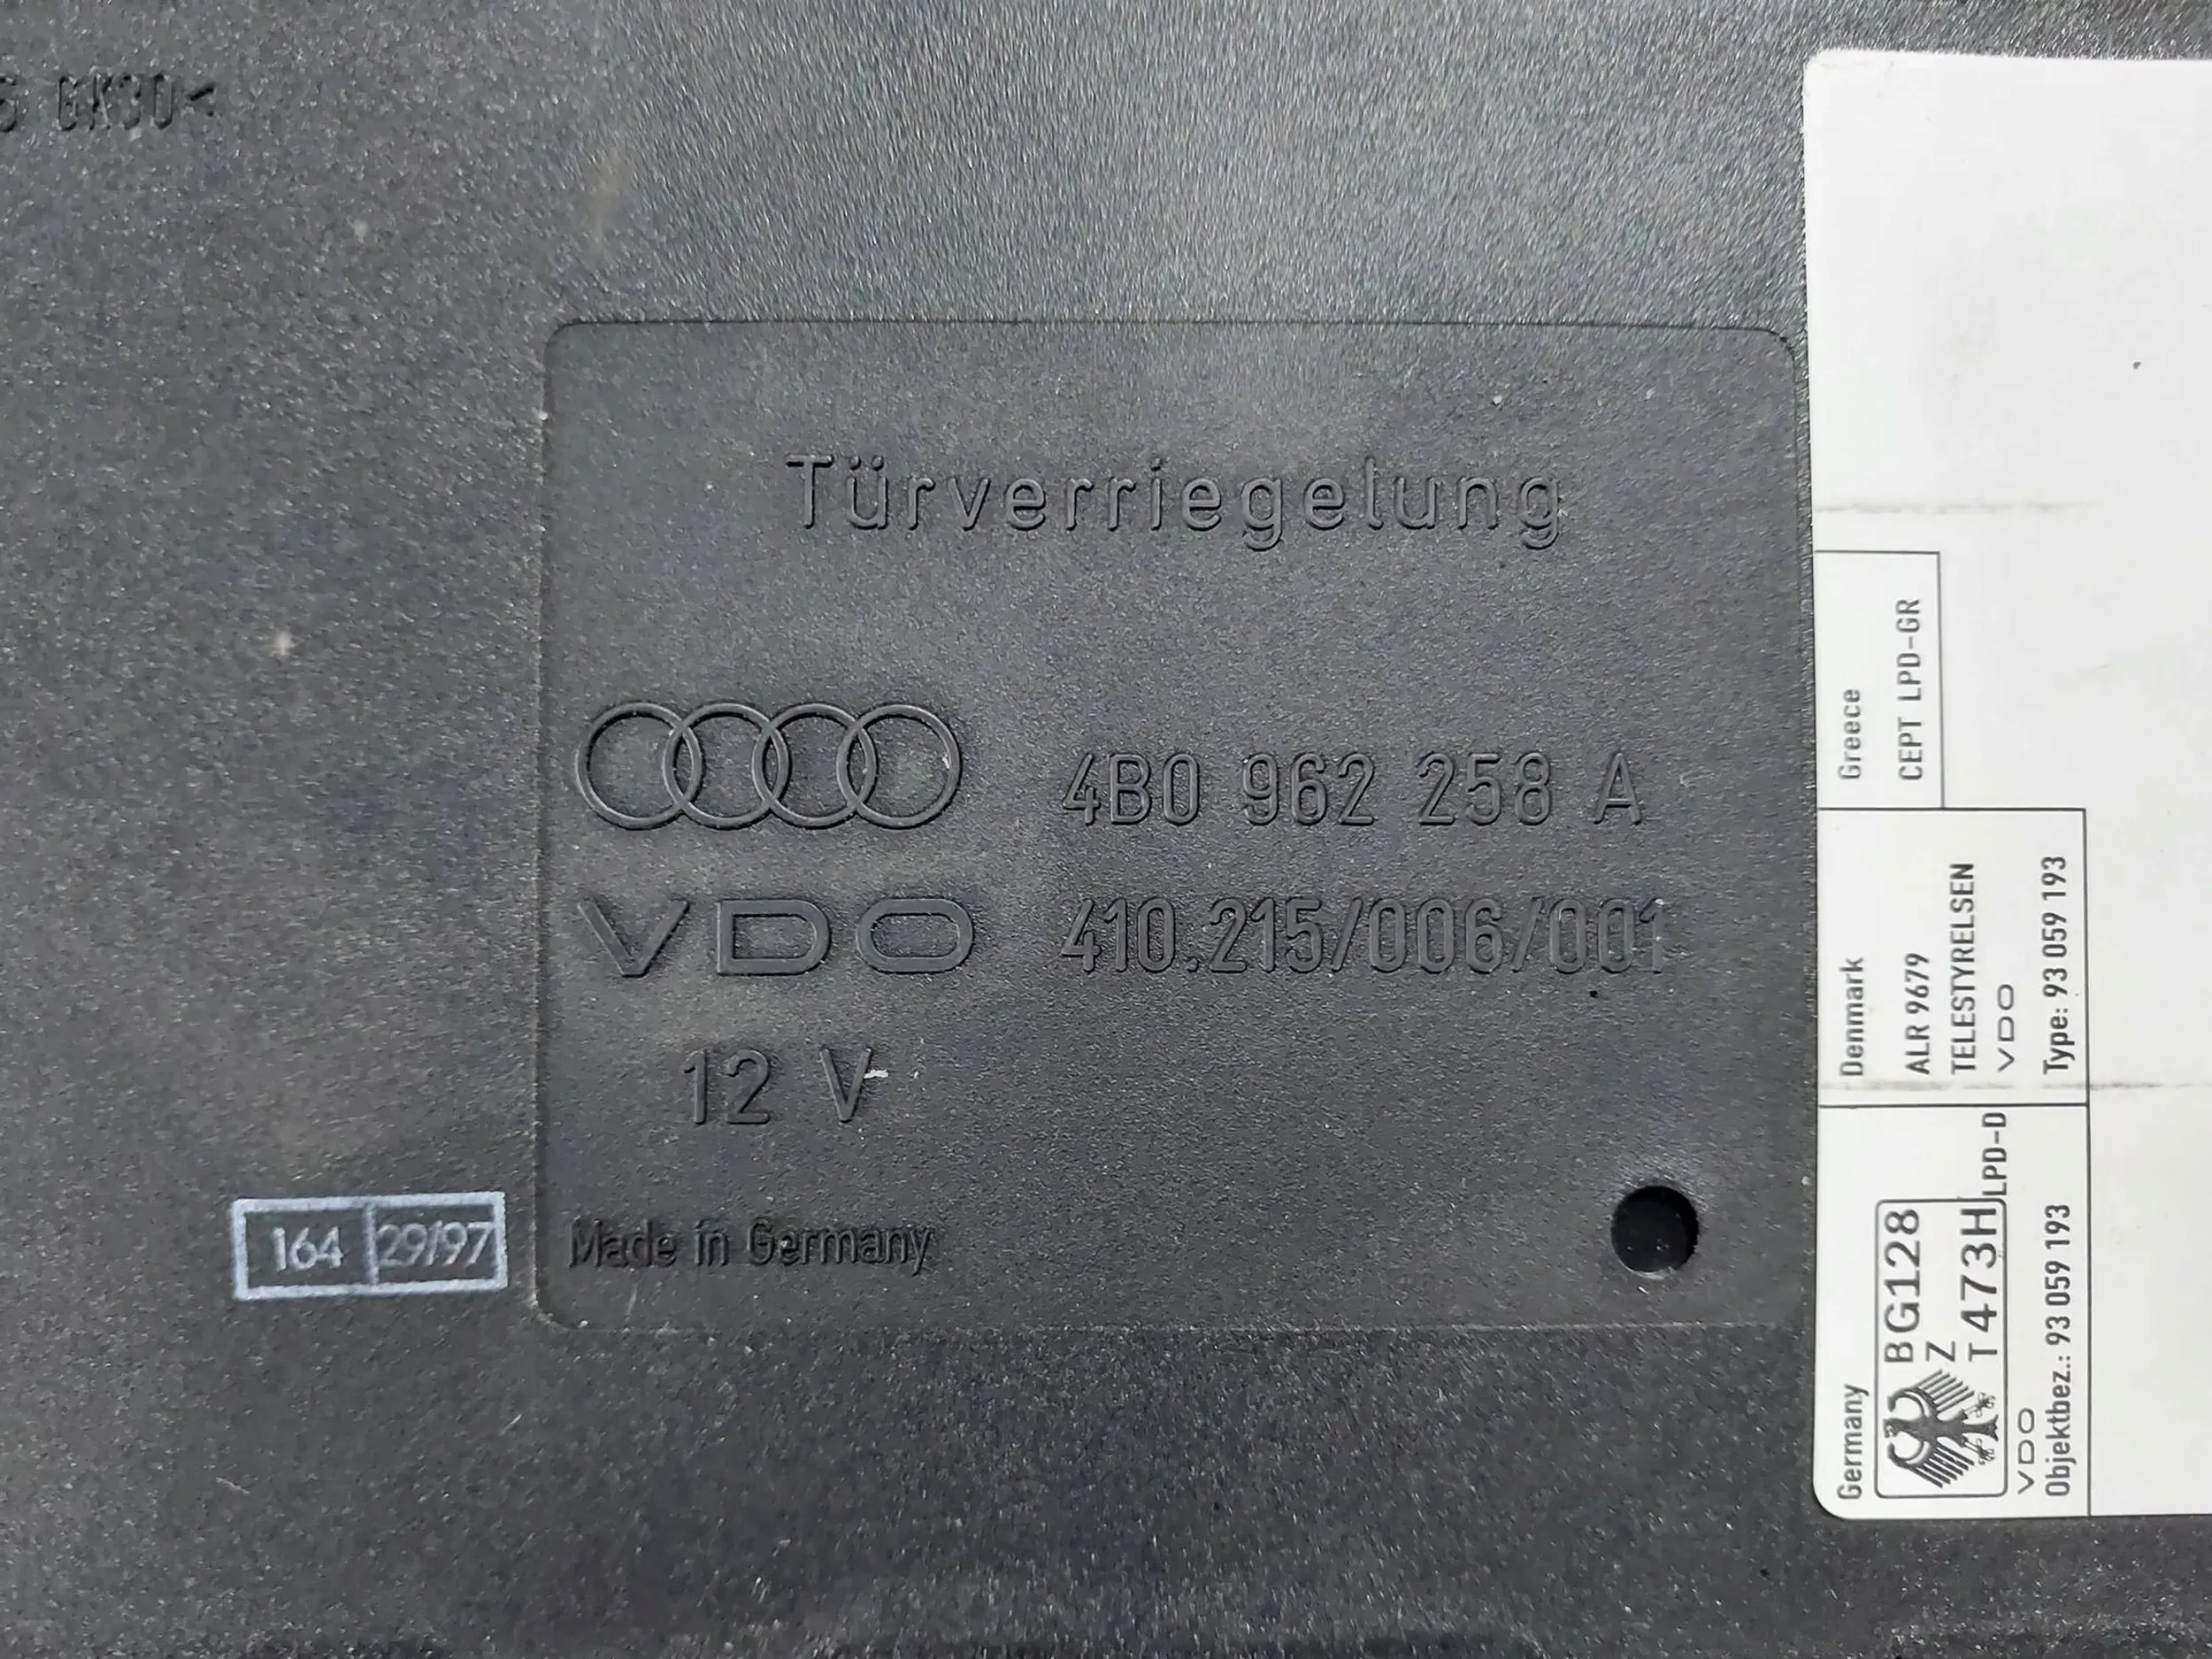 GK30<
Türverriegelung
4B0 962 258 A
VDO 410.215/006/001
12 V
164 29/97
Made in Germany
Greece
CEPT LPD-GR
Denmark
ALR 9679
TELESTYRELSEN
VDO
Type: 93 059 193
Germany
BG128
Z
T473H
LPD-D
VDO
Objektbez.: 93 059 193